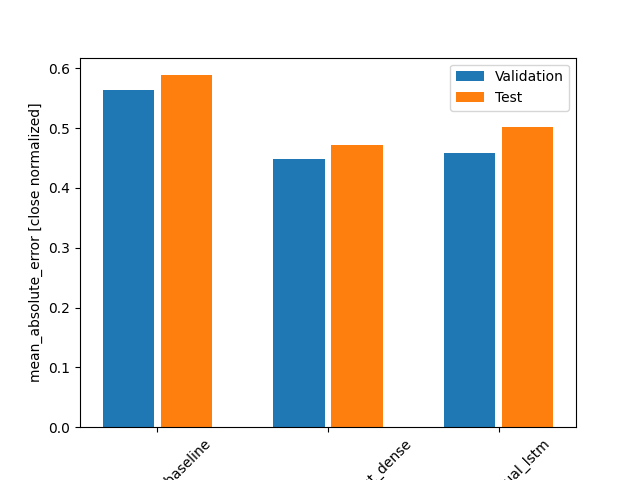 mean_absolute_error [close normalized]
0.6
0.5
0.4
0.3
0.2
0.1
0.0
Validation
Test
baseline
t_dense
ual_lstm